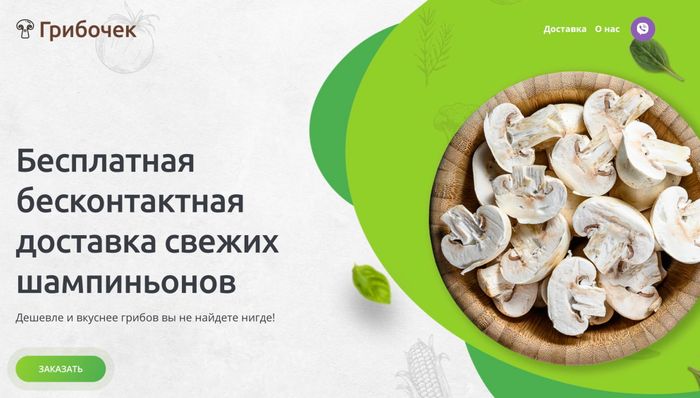 Грибочек
Доставка О нас
Бесплатная
бесконтактная
доставка свежих
шампиньонов
Дешевле и вкуснее грибов вы не найдете нигде!
ЗАКАЗАТЬ